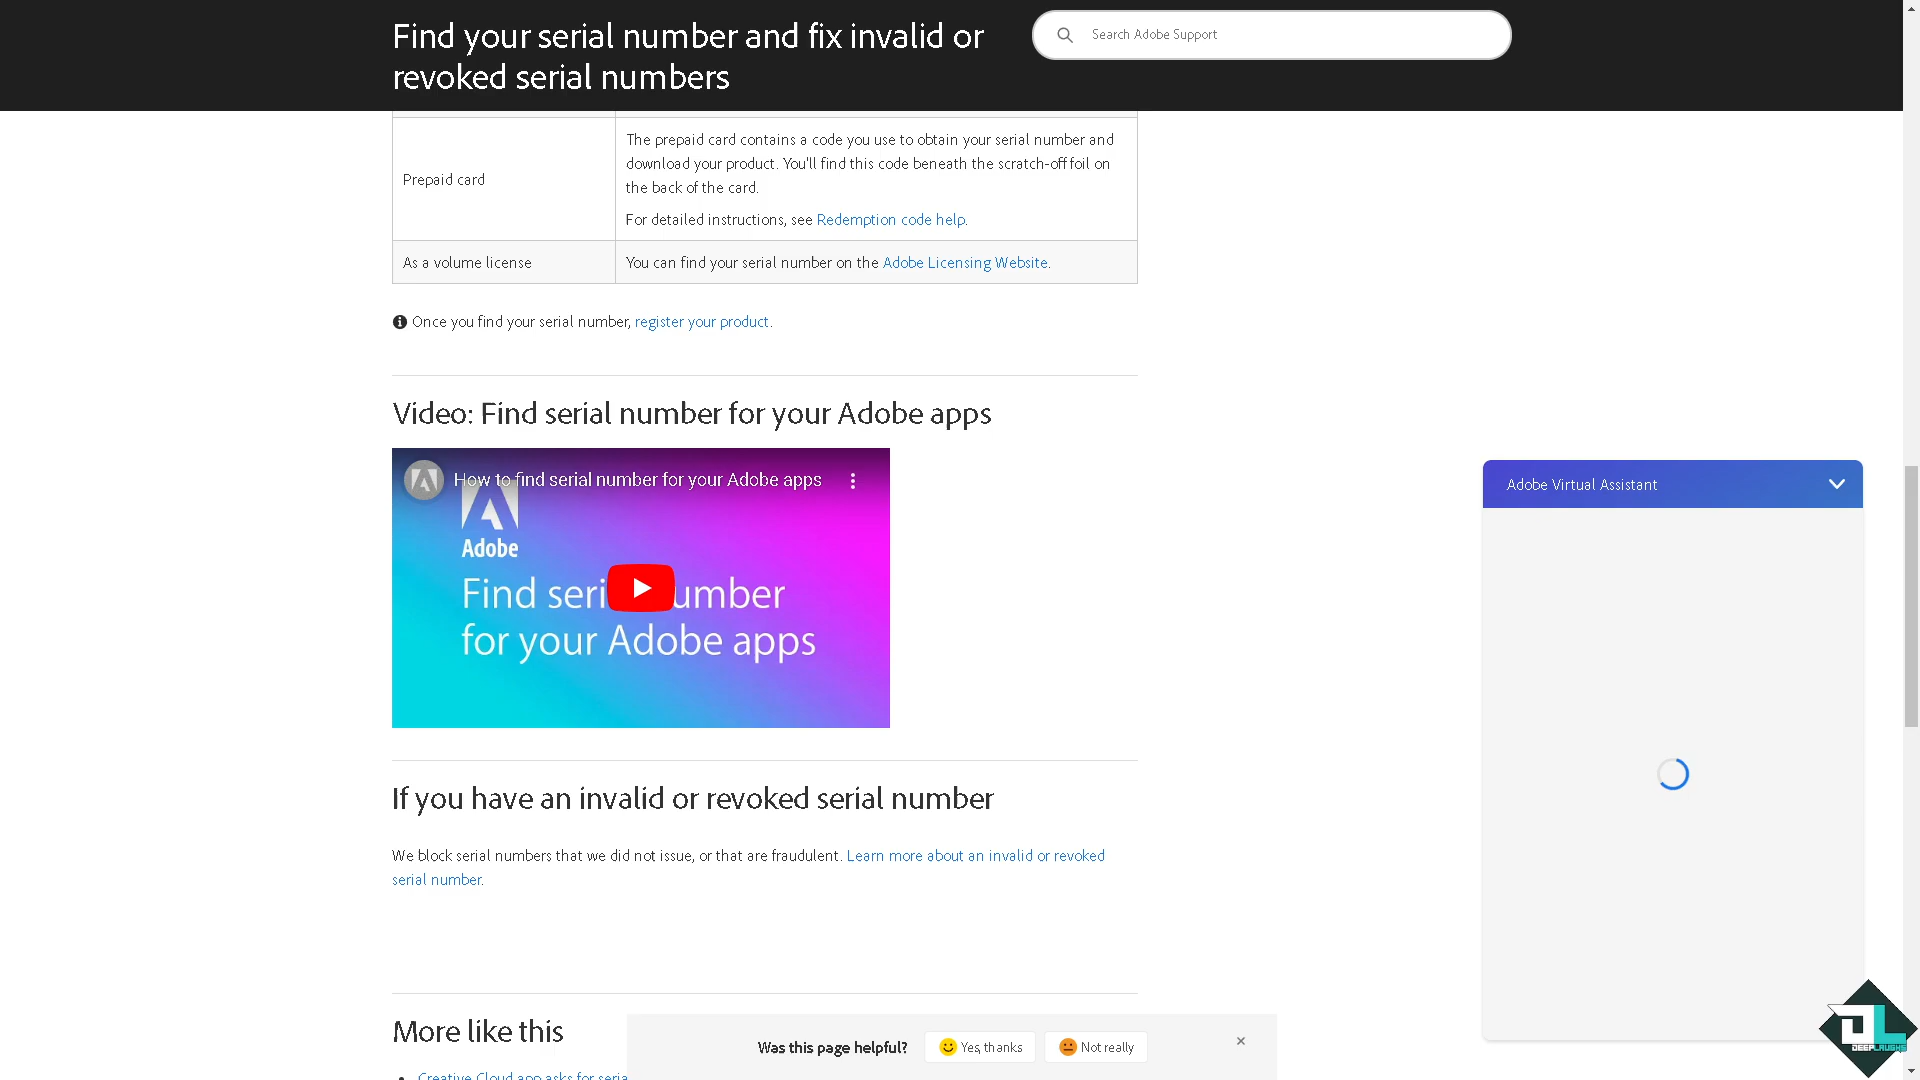 Find your serial number and fix invalid or
revoked serial numbers
Search Adobe Support
Prepaid card
The prepaid card contains a code you use to obtain your serial number and
download your product. You'll find this code beneath the scratch-off foil on
the back of the card.
For detailed instructions, see Redemption code help.
As a volume license
You can find your serial number on the Adobe Licensing Website.
Once you find your serial number, register your product.
Video: Find serial number for your Adobe apps
How to find serial number for your Adobe apps
Adobe
Find seri umber
for your Adobe apps
Adobe Virtual Assistant
If you have an invalid or revoked serial number
We block serial numbers that we did not issue, or that are fraudulent. Learn more about an invalid or revoked
serial number.
More like this
Was this page helpful?
Yes, thanks
Not really
Creative Cloud app asks for seria
DEEPLAUGHS